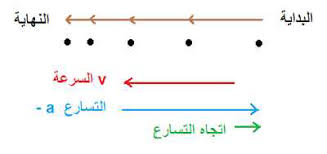 البداية النهاية
v السرعة
التسارع a -
اتجاه التسارع